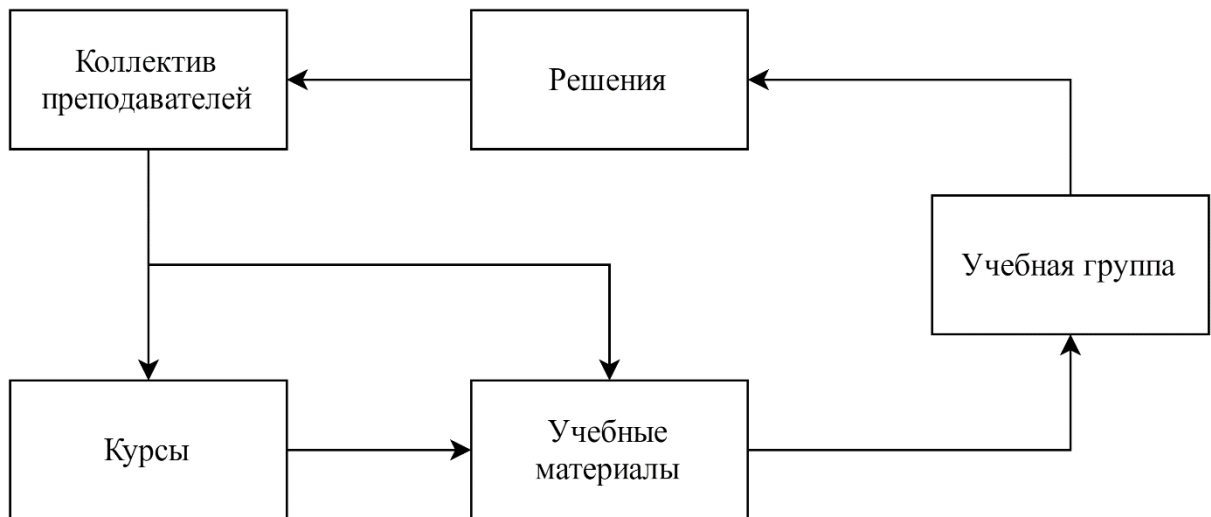 Коллектив
преподавателей
Решения
Учебная группа
Курсы
Учебные
материалы